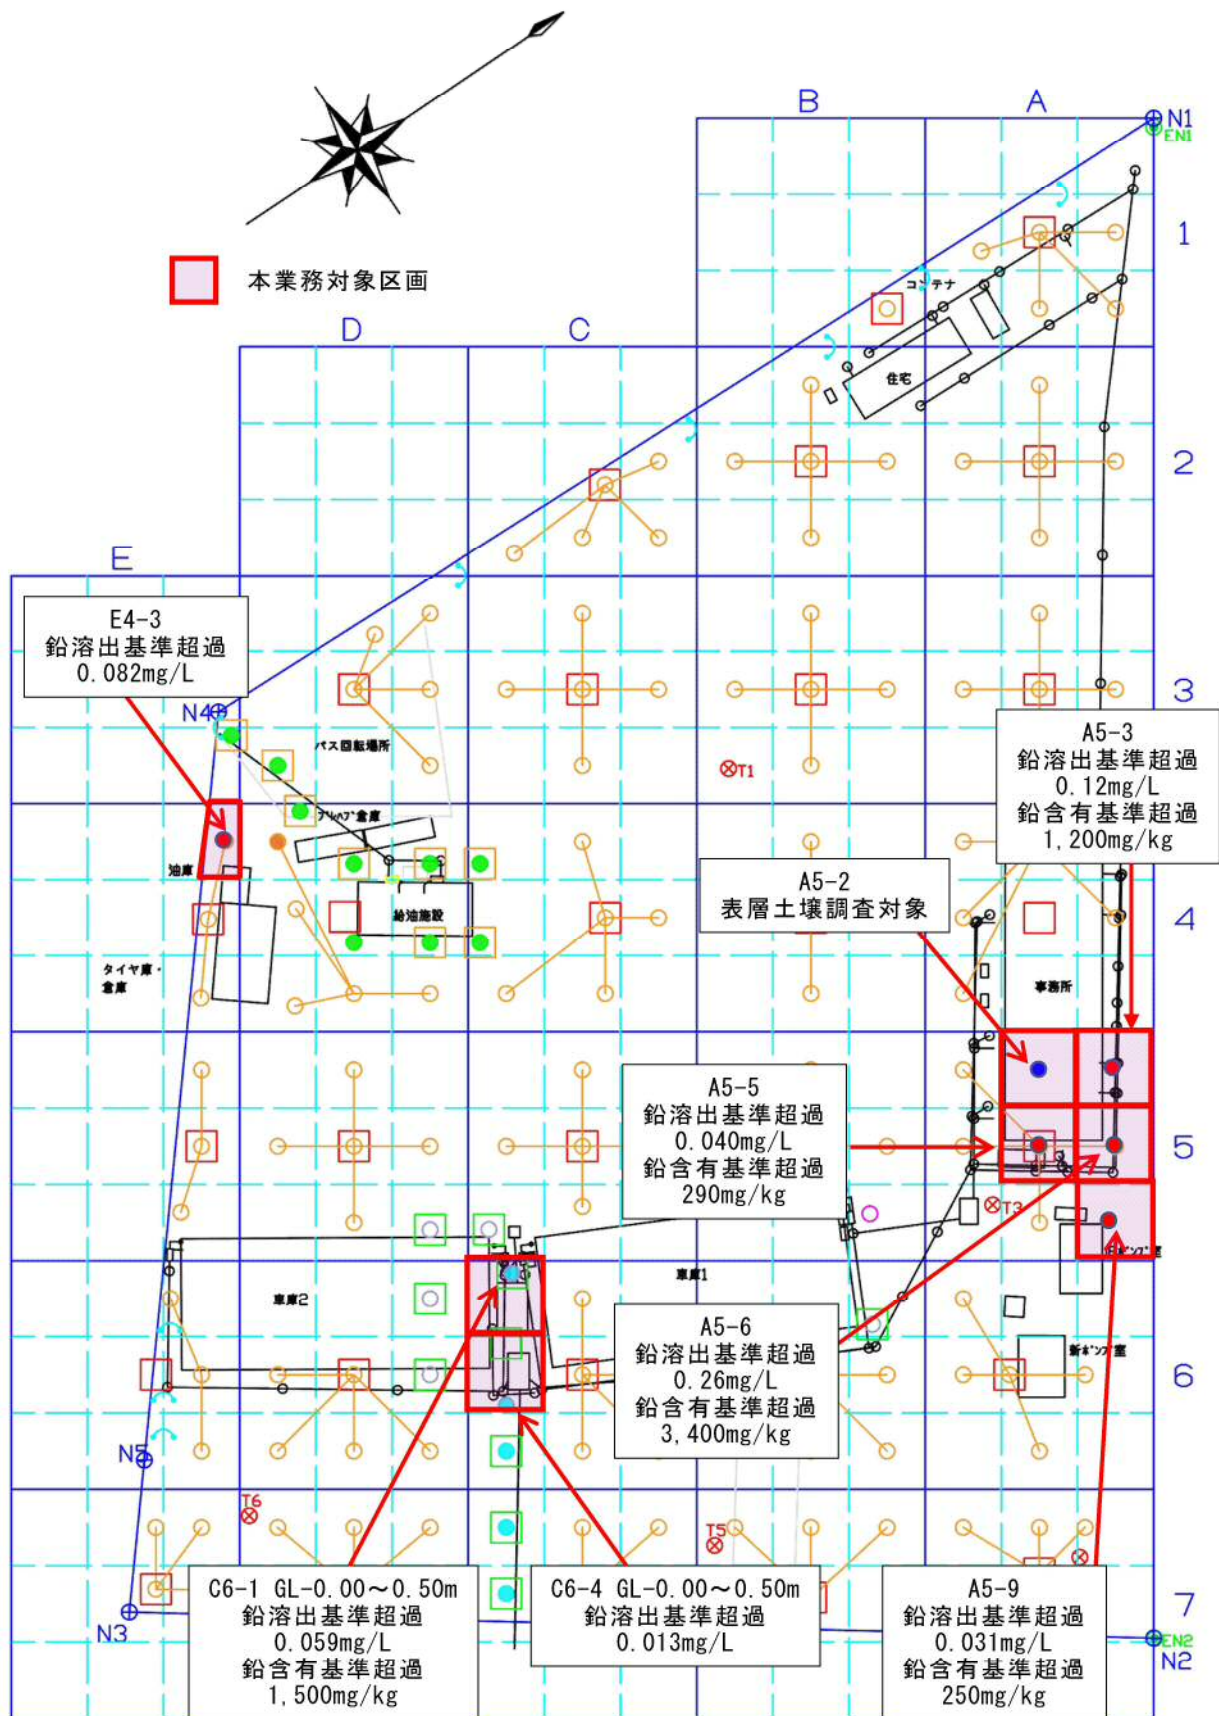 B
A
N1
EN1
1
本業務対象区画
コンテナ
D
C
住宅
2
E
E4-3
鉛溶出基準超過
0.082mg/L
N4
バス回転場所
T1
3
A5-3
鉛溶出基準超過
0.12mg/L
鉛含有基準超過
1,200mg/kg
油庫
給油施設
A5-2
表層土壌調査対象
4
タイヤ庫・
倉庫
事務所
A5-5
鉛溶出基準超過
0.040mg/L
鉛含有基準超過
290mg/kg
5
T3
車庫2
車庫1
A5-6
鉛溶出基準超過
0.26mg/L
鉛含有基準超過
3,400mg/kg
新ポンプ室
6
N5
T6
T5
C6-1 GL-0.00～0.50m
鉛溶出基準超過
0.059mg/L
鉛含有基準超過
1,500mg/kg
C6-4 GL-0.00～0.50m
鉛溶出基準超過
0.013mg/L
A5-9
鉛溶出基準超過
0.031mg/L
鉛含有基準超過
250mg/kg
7
N3
EN2
N2